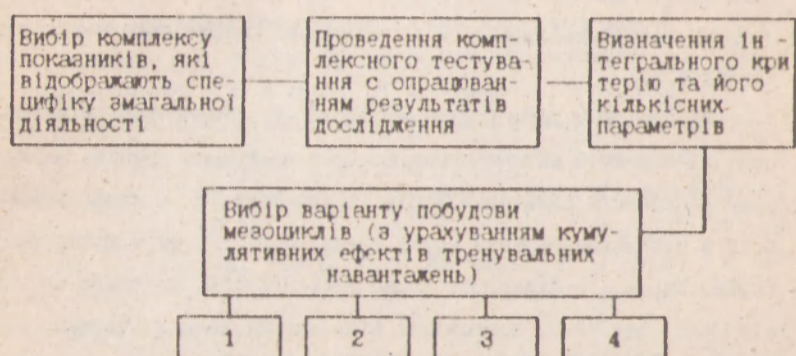 Вибір комплексу
показників, які
відображають спе-
цифіку змагальної
діяльності
Проведення комп-
лексного тестува-
ння с опрацюван-
ням результатів
дослідження
Визначення ін -
тегрального кри
терію та його
кількісних
параметрів
Вибір варіанту побудови
мезоциклів (з урахуванням куму-
лятивних ефектів тренувальних
навантажень)
1
2
3
4